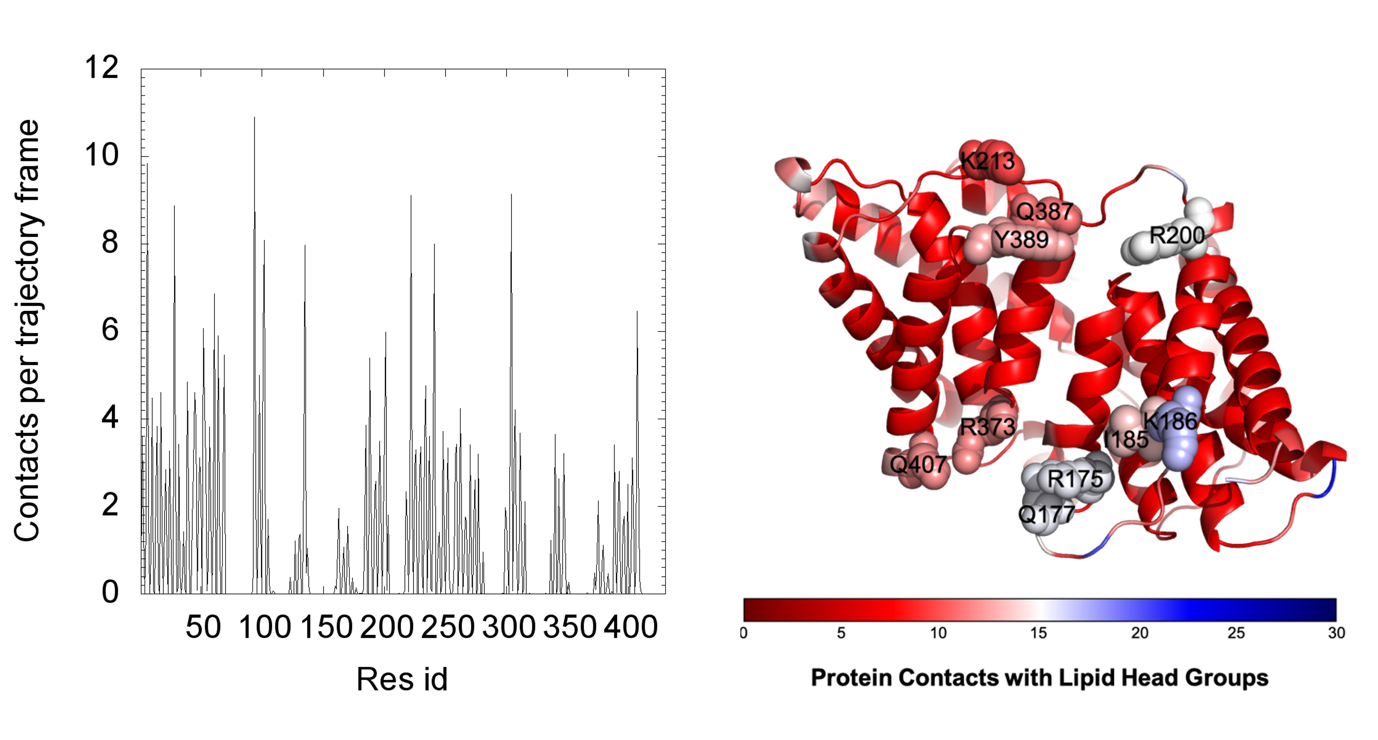 12
10
8
6
4
2
0
Contacts per trajectory frame
50 100 150 200 250 300 350 400
Res id
K213
Q387
Y389
R200
R373
K186
I185
Q407
R175
Q177
0 5 10 15 20 25 30
Protein Contacts with Lipid Head Groups